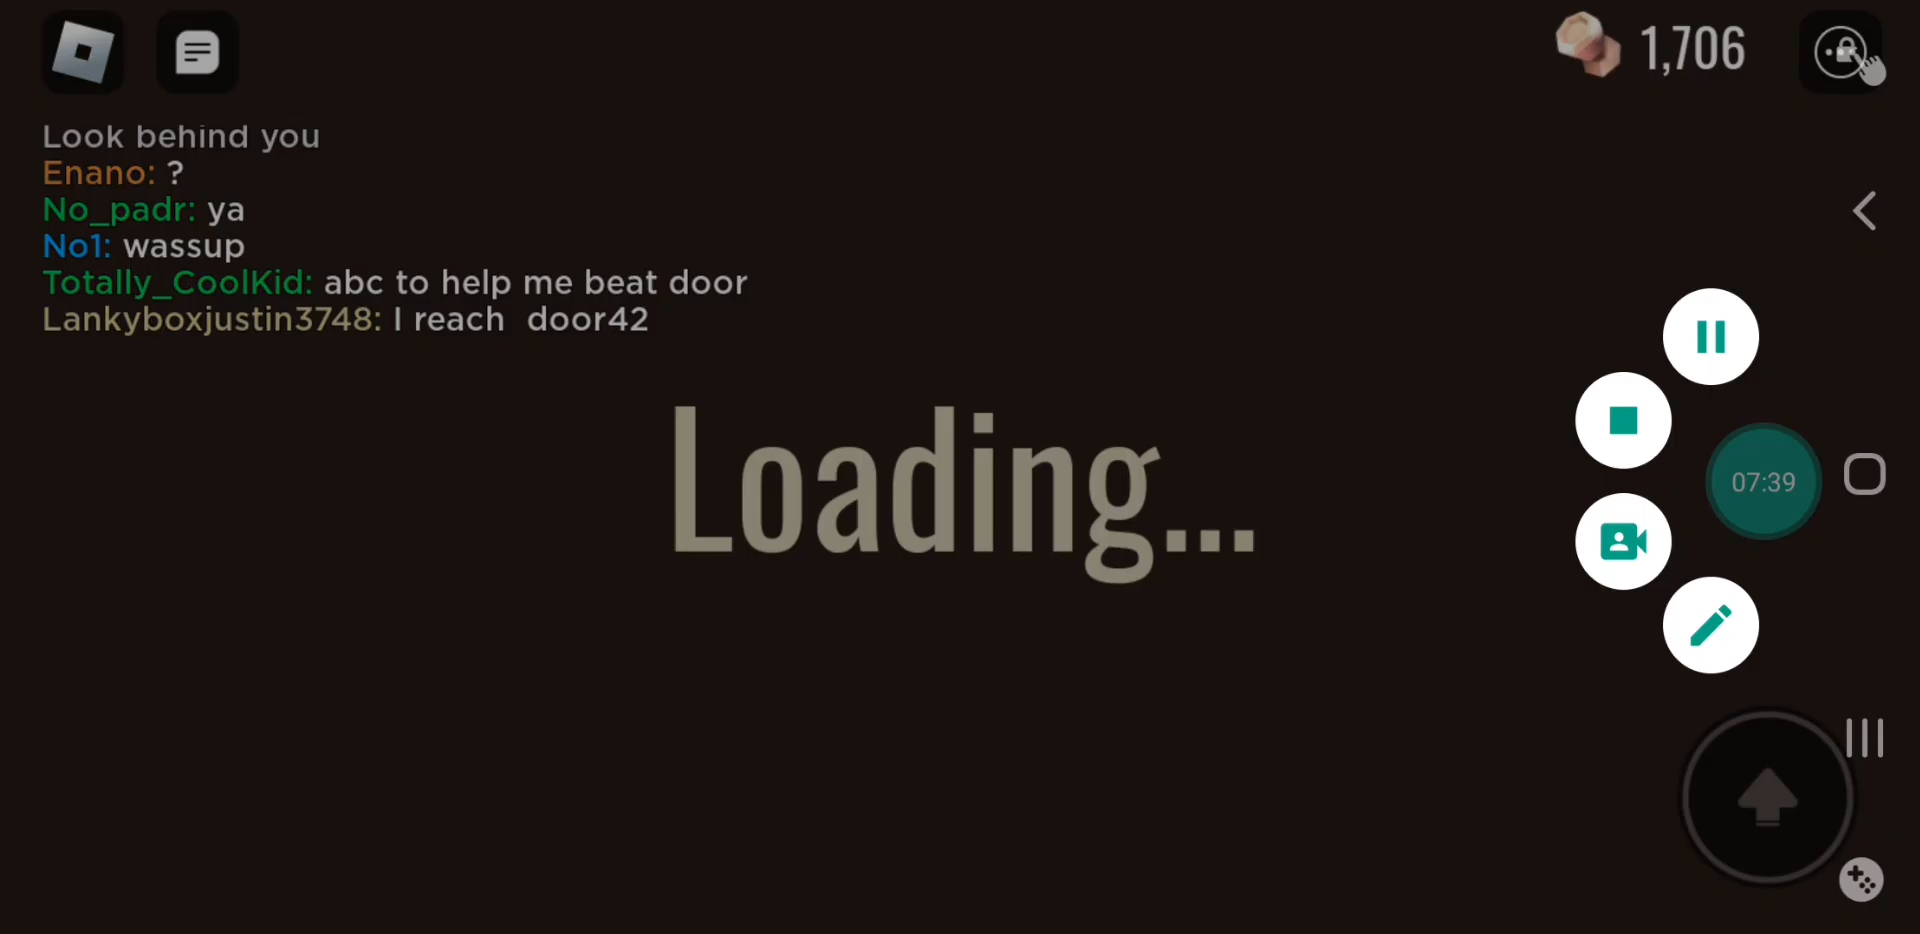 1,706
Look behind you
Enano: ?
No_padr: ya
No1: wassup
Totally_CoolKid: abc to help me beat door
Lankyboxjustin3748: I reach door42
Loading...
07:39